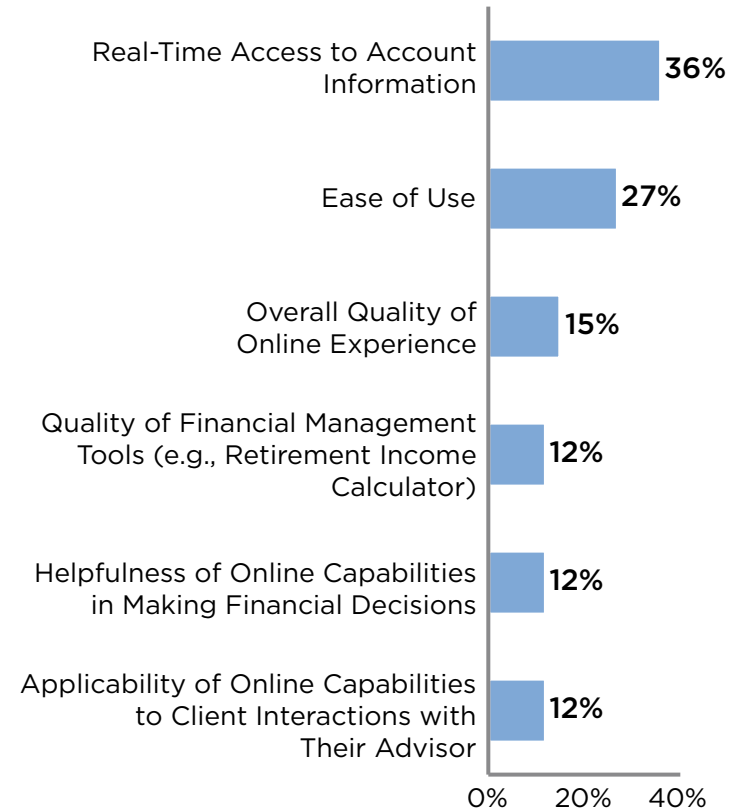 Real-Time Access to Account
Information
36%
Ease of Use
27%
Overall Quality of
Online Experience
15%
Quality of Financial Management
Tools (e.g., Retirement Income
Calculator)
12%
Helpfulness of Online Capabilities
in Making Financial Decisions
12%
Applicability of Online Capabilities
to Client Interactions with
Their Advisor
12%
0% 20% 40%